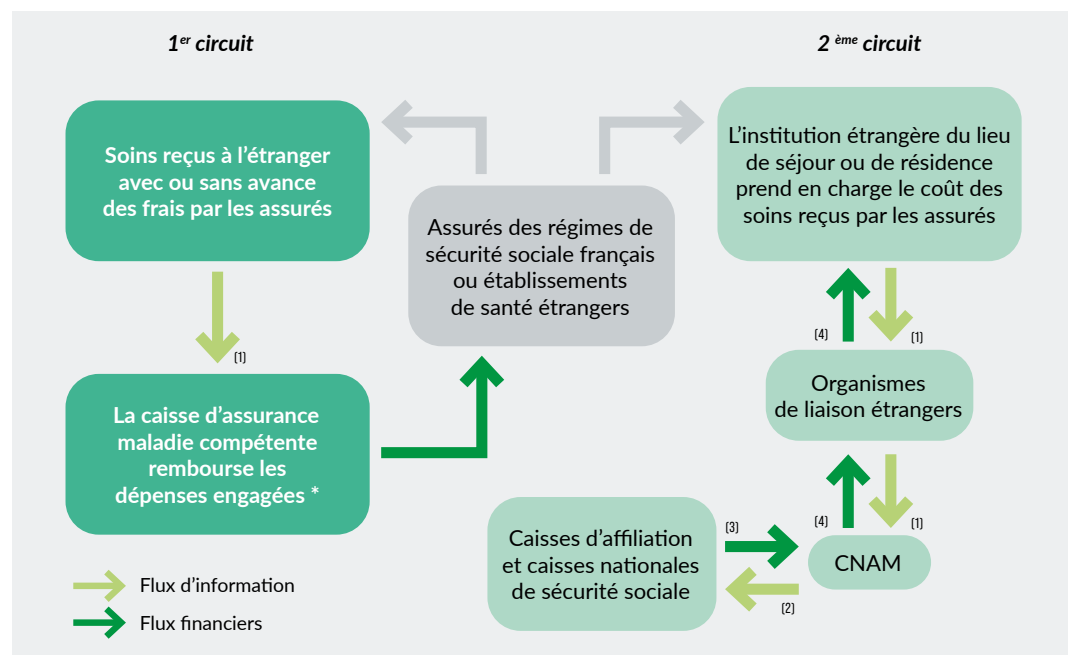 1er circuit
2 ème circuit
Soins reçus à l'étranger
avec ou sans avance
des frais par les assurés
(1)
La caisse d'assurance
maladie compétente
rembourse les
dépenses engagées *
Assurés des régimes de
sécurité sociale français
ou établissements
de santé étrangers
L'institution étrangère du lieu
de séjour ou de résidence
prend en charge le coût des
soins reçus par les assurés
(4)
(1)
Organismes
de liaison étrangers
(4)
(1)
CNAM
(3)
(2)
Caisses d'affiliation
et caisses nationales
de sécurité sociale
Flux d'information
Flux financiers